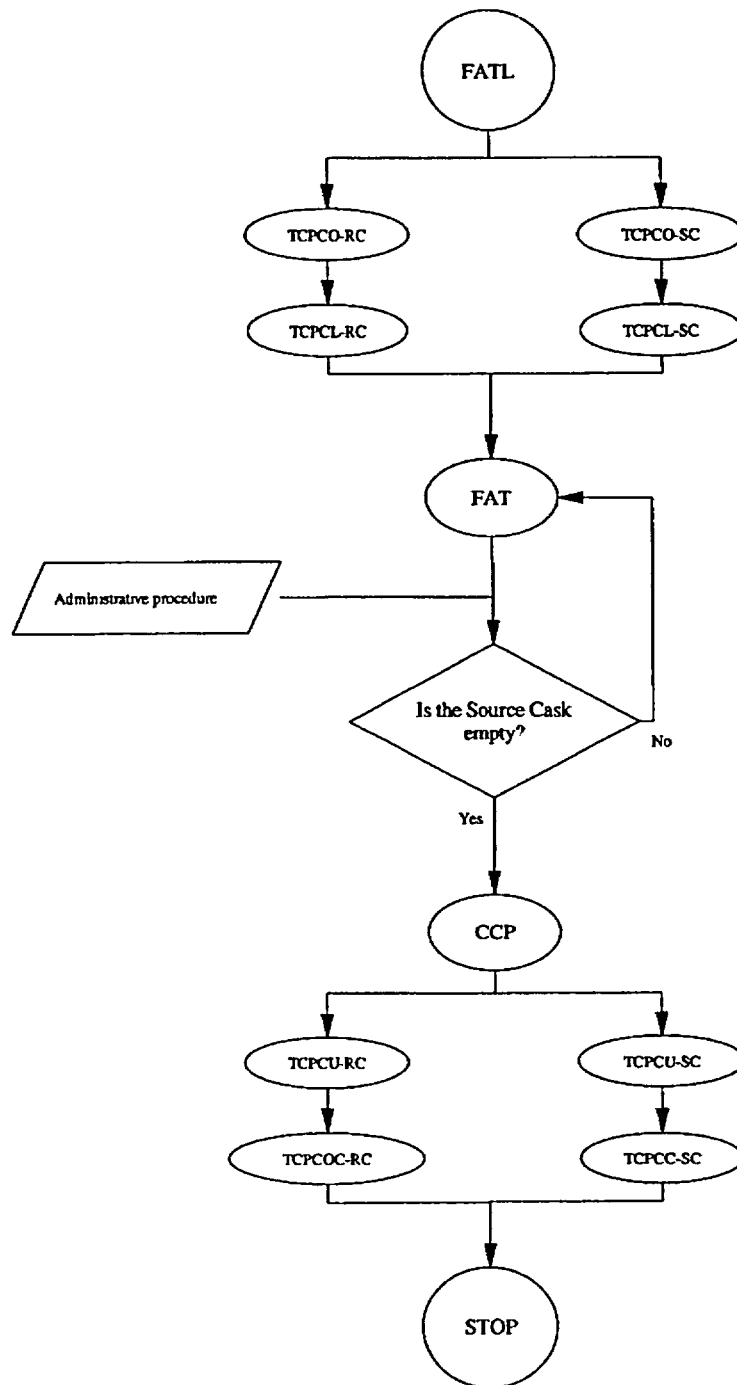 FATL
TCPCO-RC
TCPCO-SC
TCPCL-RC
TCPCL-SC
FAT
Administrative procedure
Is the Source Cask
empty?
No
Yes
CCP
TCPCU-RC
TCPCU-SC
TCPCOC-RC
TCPCC-SC
STOP